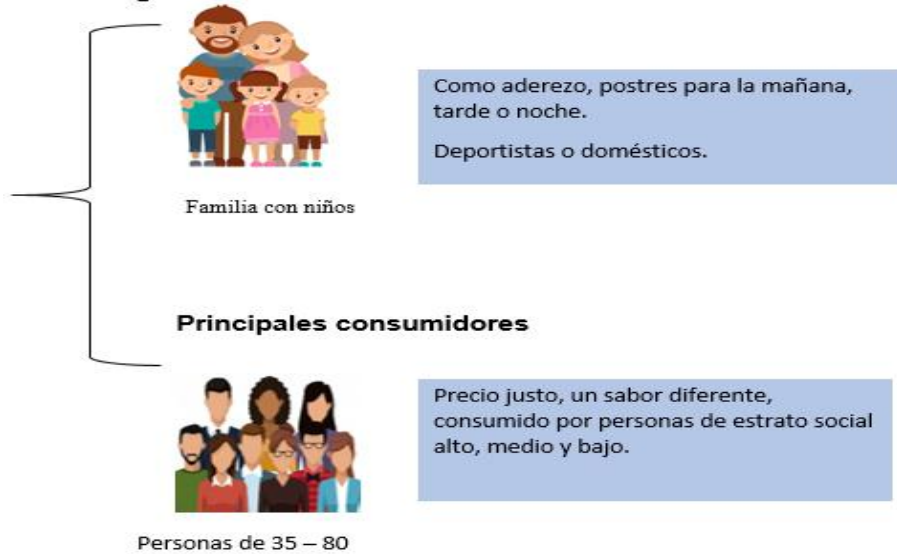 Como aderezo, postres para la mañana,
tarde o noche.
Deportistas o domésticos.
Familia con niños
Principales consumidores
Precio justo, un sabor diferente,
consumido por personas de estrato social
alto, medio y bajo.
Personas de 35 – 80